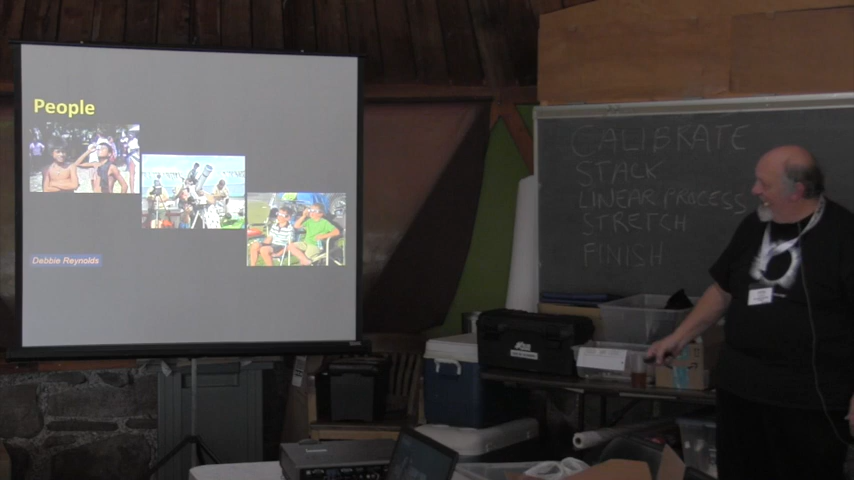 People
Debbie Reynolds
CALIBRATE
STACK
LINEAR PROCESS
STRETCH
FINISH